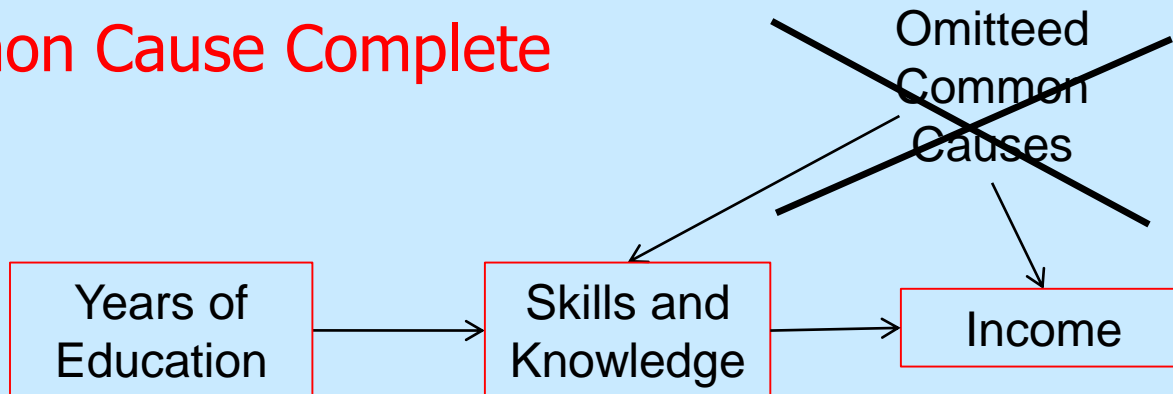 on Cause Complete
Omitteed
Common
Causes
Years of
Education
Skills and
Knowledge
Income